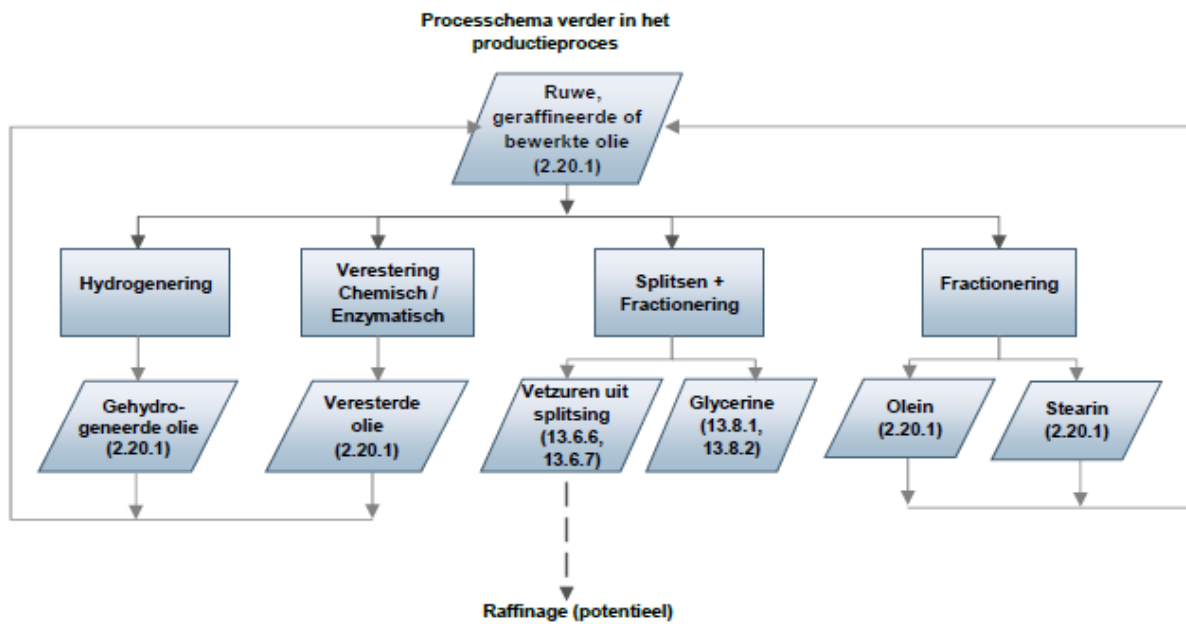 Processchema verder in het
productieproces
Ruwe,
geraffineerde of
bewerkte olie
(2.20.1)
Hydrogenering
Verestering
Chemisch /
Enzymatisch
Splitsen +
Fractionering
Fractionering
Gehydro-
geneerde olie
(2.20.1)
Veresterde
olie
(2.20.1)
Vetzuren uit
splitsing
(13.6.6,
13.6.7)
Glycerine
(13.8.1,
13.8.2)
Olein
(2.20.1)
Stearin
(2.20.1)
Raffinage (potentieel)